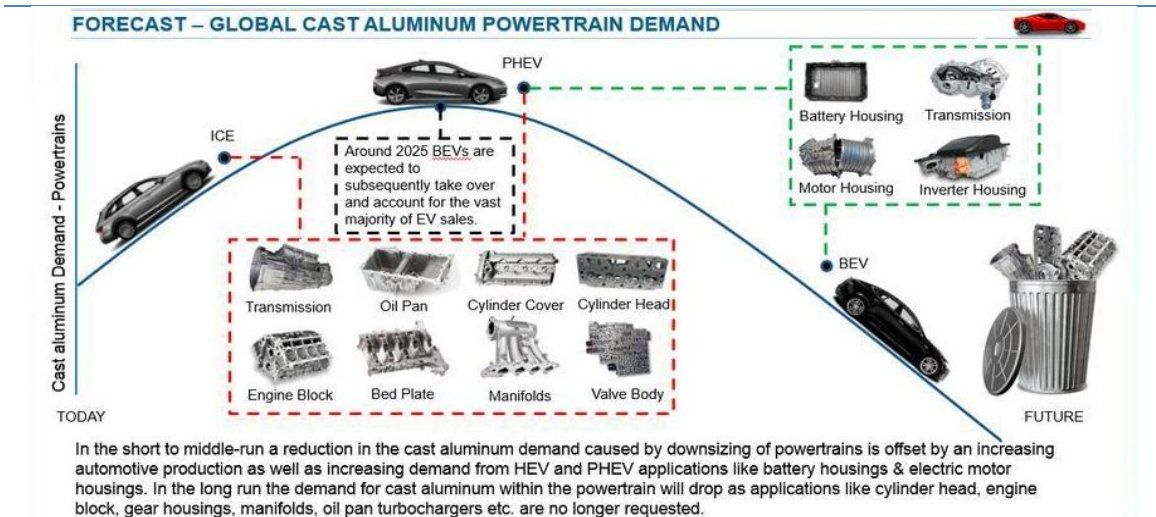 FORECAST – GLOBAL CAST ALUMINUM POWERTRAIN DEMAND
Cast aluminum Demand - Powertrains
ICE
PHEV
Around 2025 BEVs are
expected to
subsequently take over
and account for the vast
majority of EV sales.
Battery Housing
Transmission
Motor Housing
Inverter Housing
BEV
Transmission
Oil Pan
Cylinder Cover
Cylinder Head
Engine Block
Bed Plate
Manifolds
Valve Body
TODAY
FUTURE
In the short to middle-run a reduction in the cast aluminum demand caused by downsizing of powertrains is offset by an increasing
automotive production as well as increasing demand from HEV and PHEV applications like battery housings & electric motor
housings. In the long run the demand for cast aluminum within the powertrain will drop as applications like cylinder head, engine
block, gear housings, manifolds, oil pan turbochargers etc. are no longer requested.